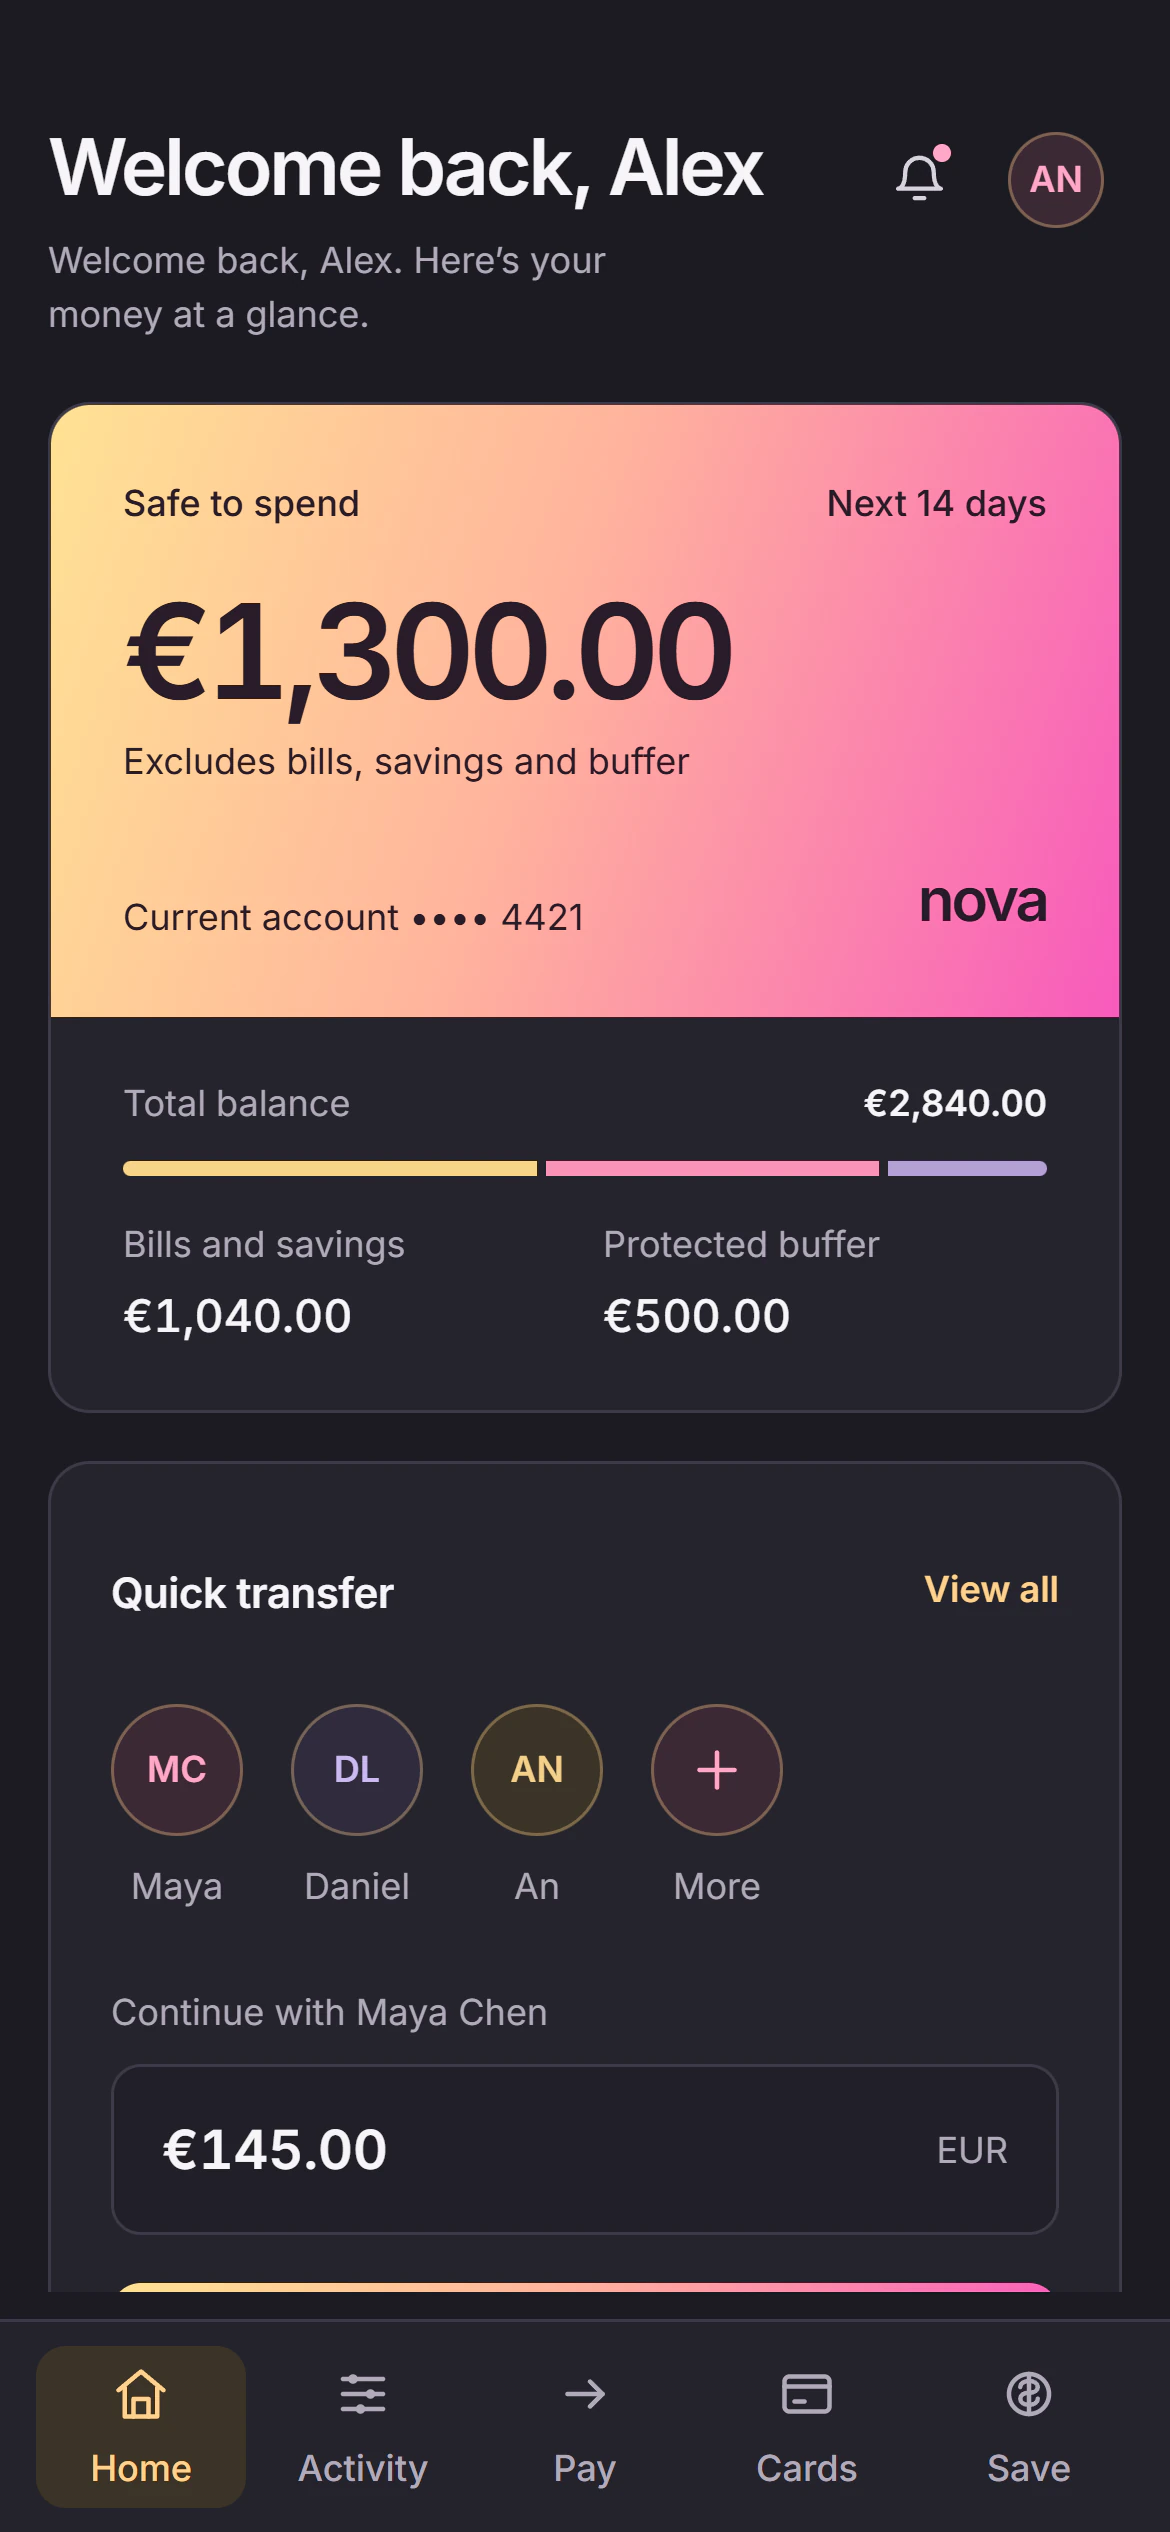 Welcome back, Alex
AN
Welcome back, Alex. Here’s your
money at a glance.
Safe to spend
Next 14 days
€1,300.00
Excludes bills, savings and buffer
Current account •••• 4421
nova
Total balance
€2,840.00
Bills and savings
Protected buffer
€1,040.00
€500.00
Quick transfer
View all
MC
DL
AN
Maya
Daniel
An
More
Continue with Maya Chen
€145.00
EUR
Home
Activity
Pay
Cards
Save